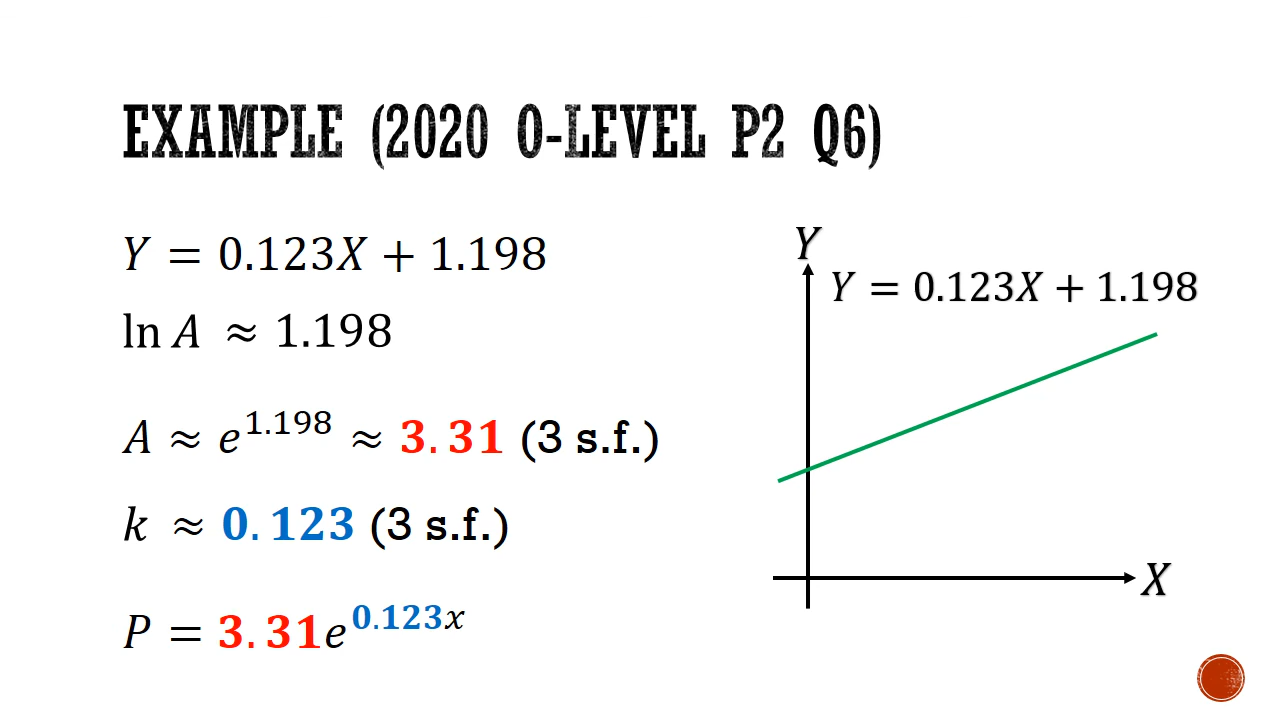 EXAMPLE (2020 O-LEVEL P2 Q6)
Y = 0.123X + 1.198
ln A ≈ 1.198
A ≈ e^1.198 ≈ 3.31 (3 s.f.)
k ≈ 0.123 (3 s.f.)
P = 3.31e^0.123x
Y
Y = 0.123X + 1.198
X